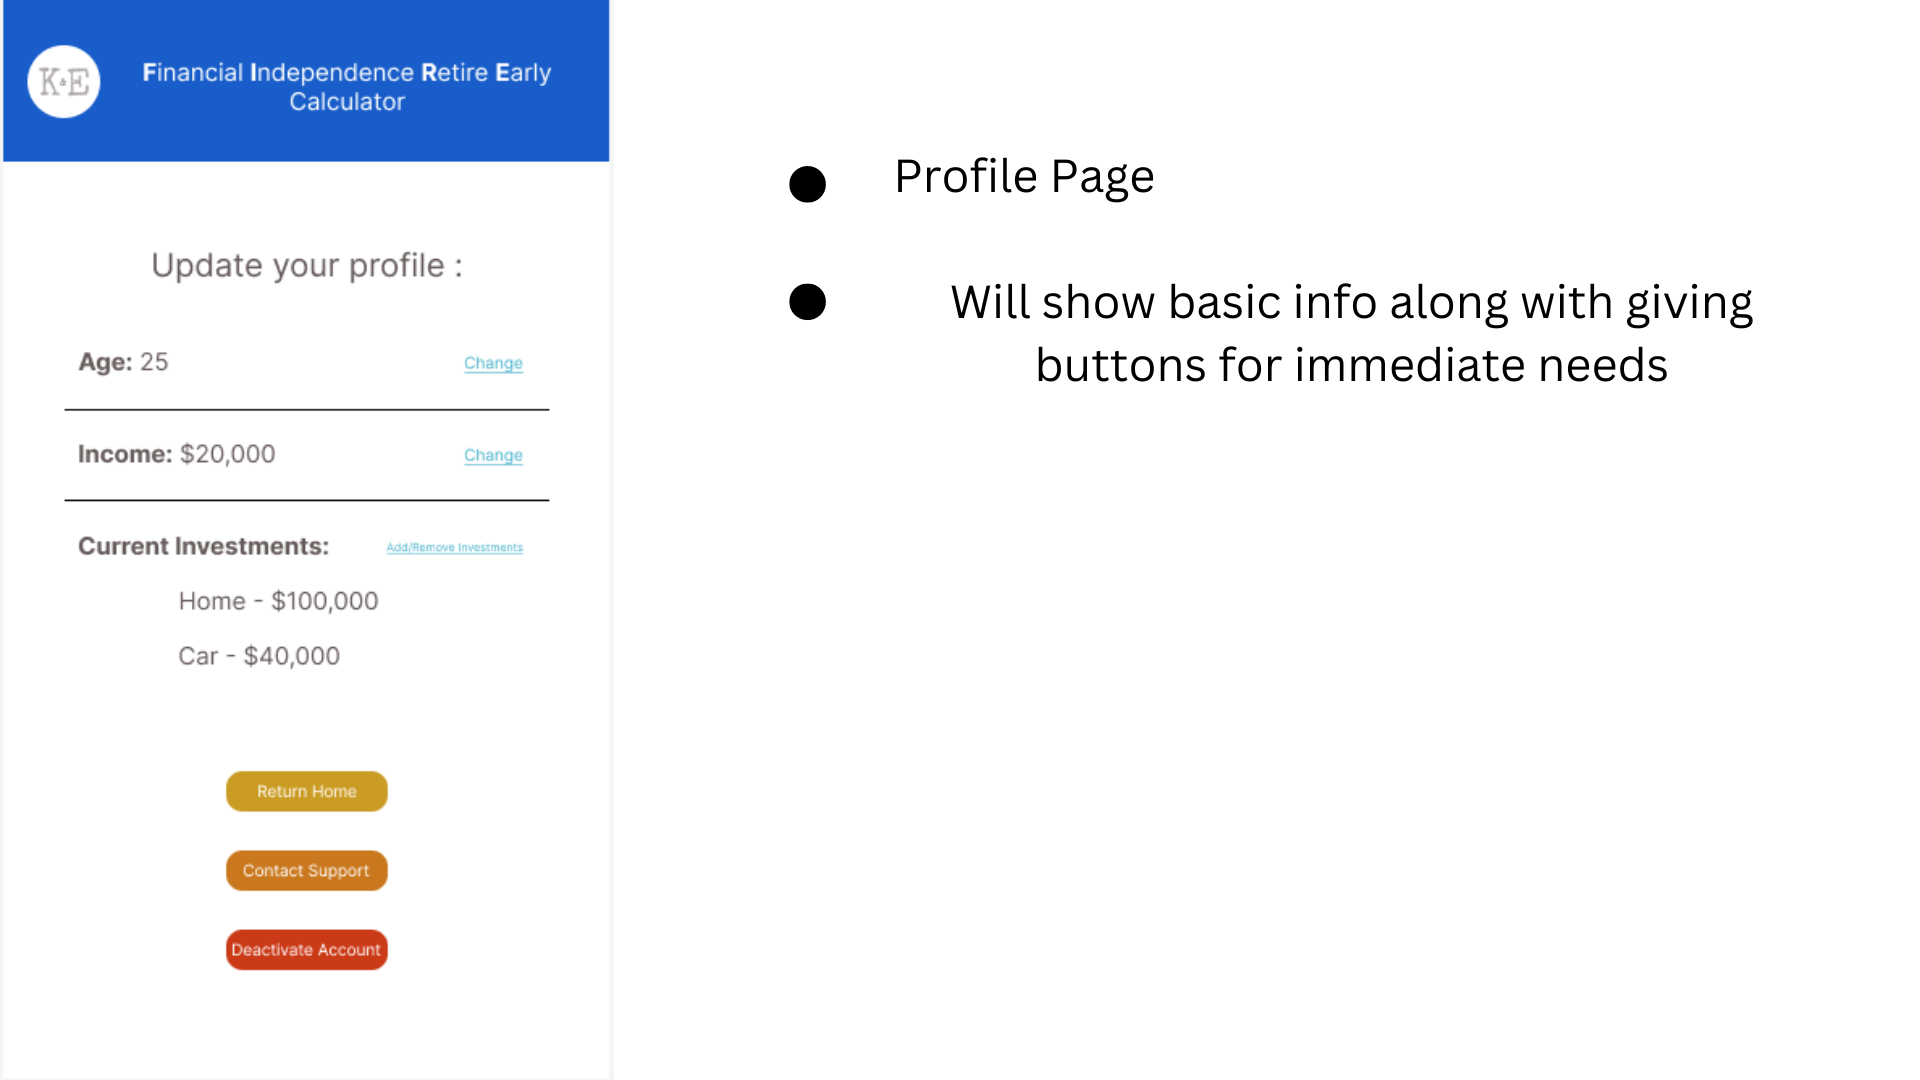 K&E
Financial Independence Retire Early
Calculator
Update your profile :
Age: 25
Change
Income: $20,000
Change
Current Investments:
Add/Remove Investments
Home - $100,000
Car - $40,000
Return Home
Contact Support
Deactivate Account
Profile Page
Will show basic info along with giving
buttons for immediate needs